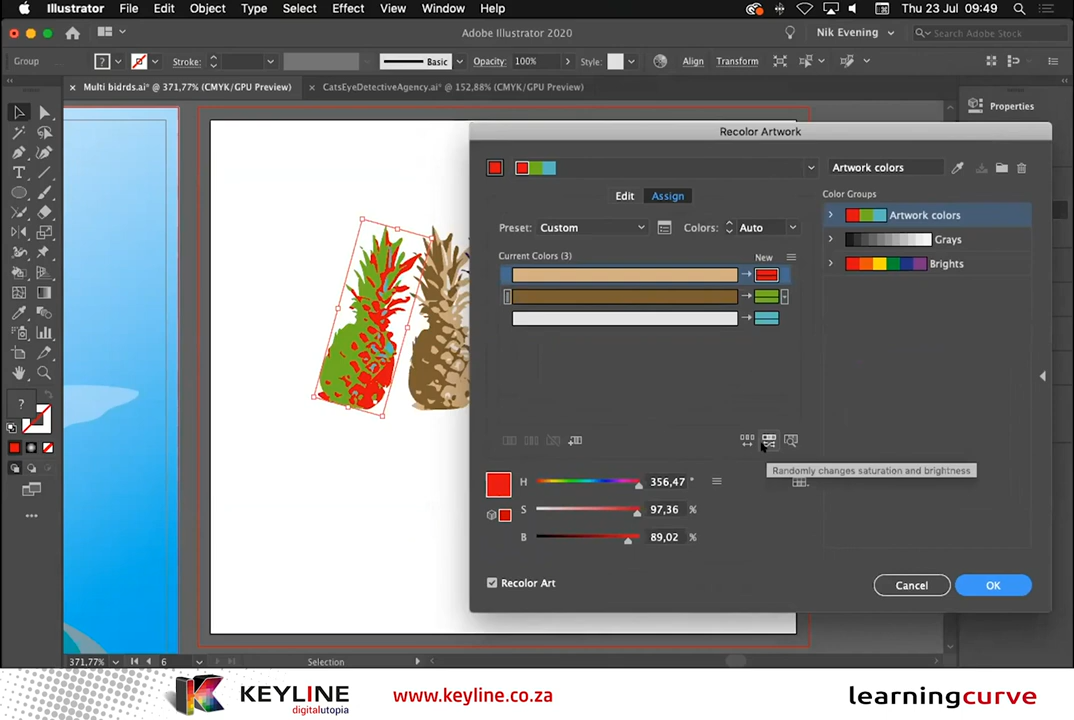 Illustrator File Edit Object Type Select Effect View Window Help Thu 23 Jul 09:49
Adobe Illustrator 2020 Nik Evening Search Adobe Stock
Group ? Stroke: Basic Opacity: 100% Style: Align Transform
× Multi bidrds.ai* @ 371,77% (CMYK/GPU Preview) × CatsEyeDetectiveAgency.ai* @ 152,88% (CMYK/GPU Preview)
Properties
Recolor Artwork
Artwork colors
Edit Assign
Color Groups
Artwork colors
Preset: Custom Colors: Auto
Grays
Current Colors (3) New
Brights
Randomly changes saturation and brightness
H 356,47 °
S 97,36 %
B 89,02 %
Recolor Art
Cancel OK
?
371,77% 6 Selection
KEYLINE
digitalutopia
www.keyline.co.za
learningcurve